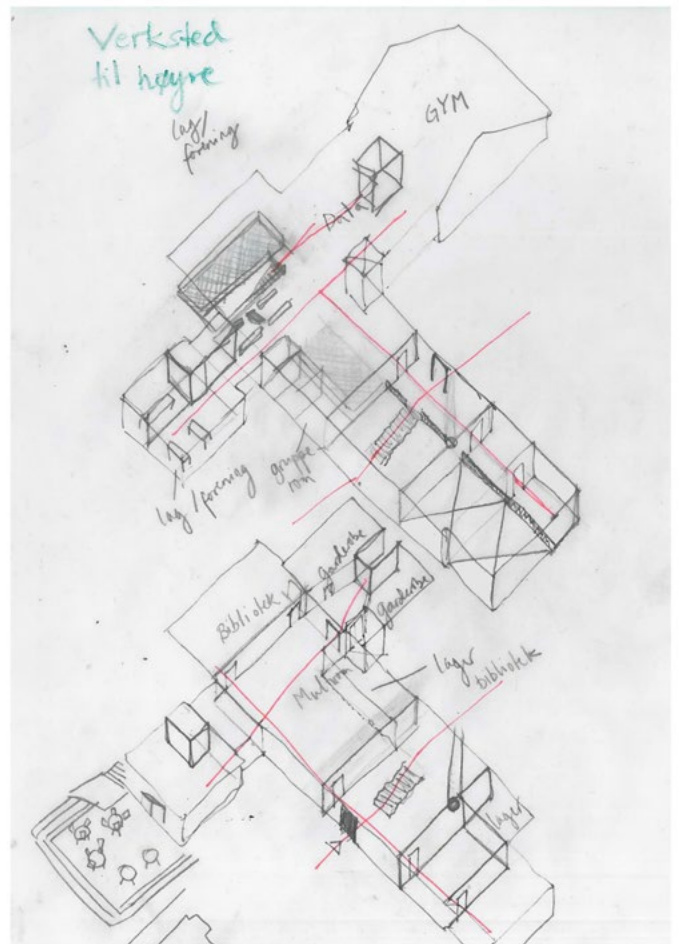 Verksted
til høyre
lag/
forening
GYM
Data
lag/forening
gruppe
rom
Bibliotek
garderobe
garderobe
Multirom
lager
bibliotek
lager